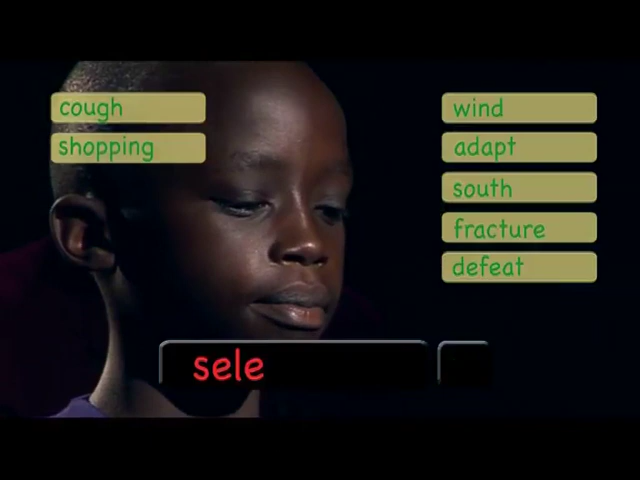 cough
shopping
wind
adapt
south
fracture
defeat
sele